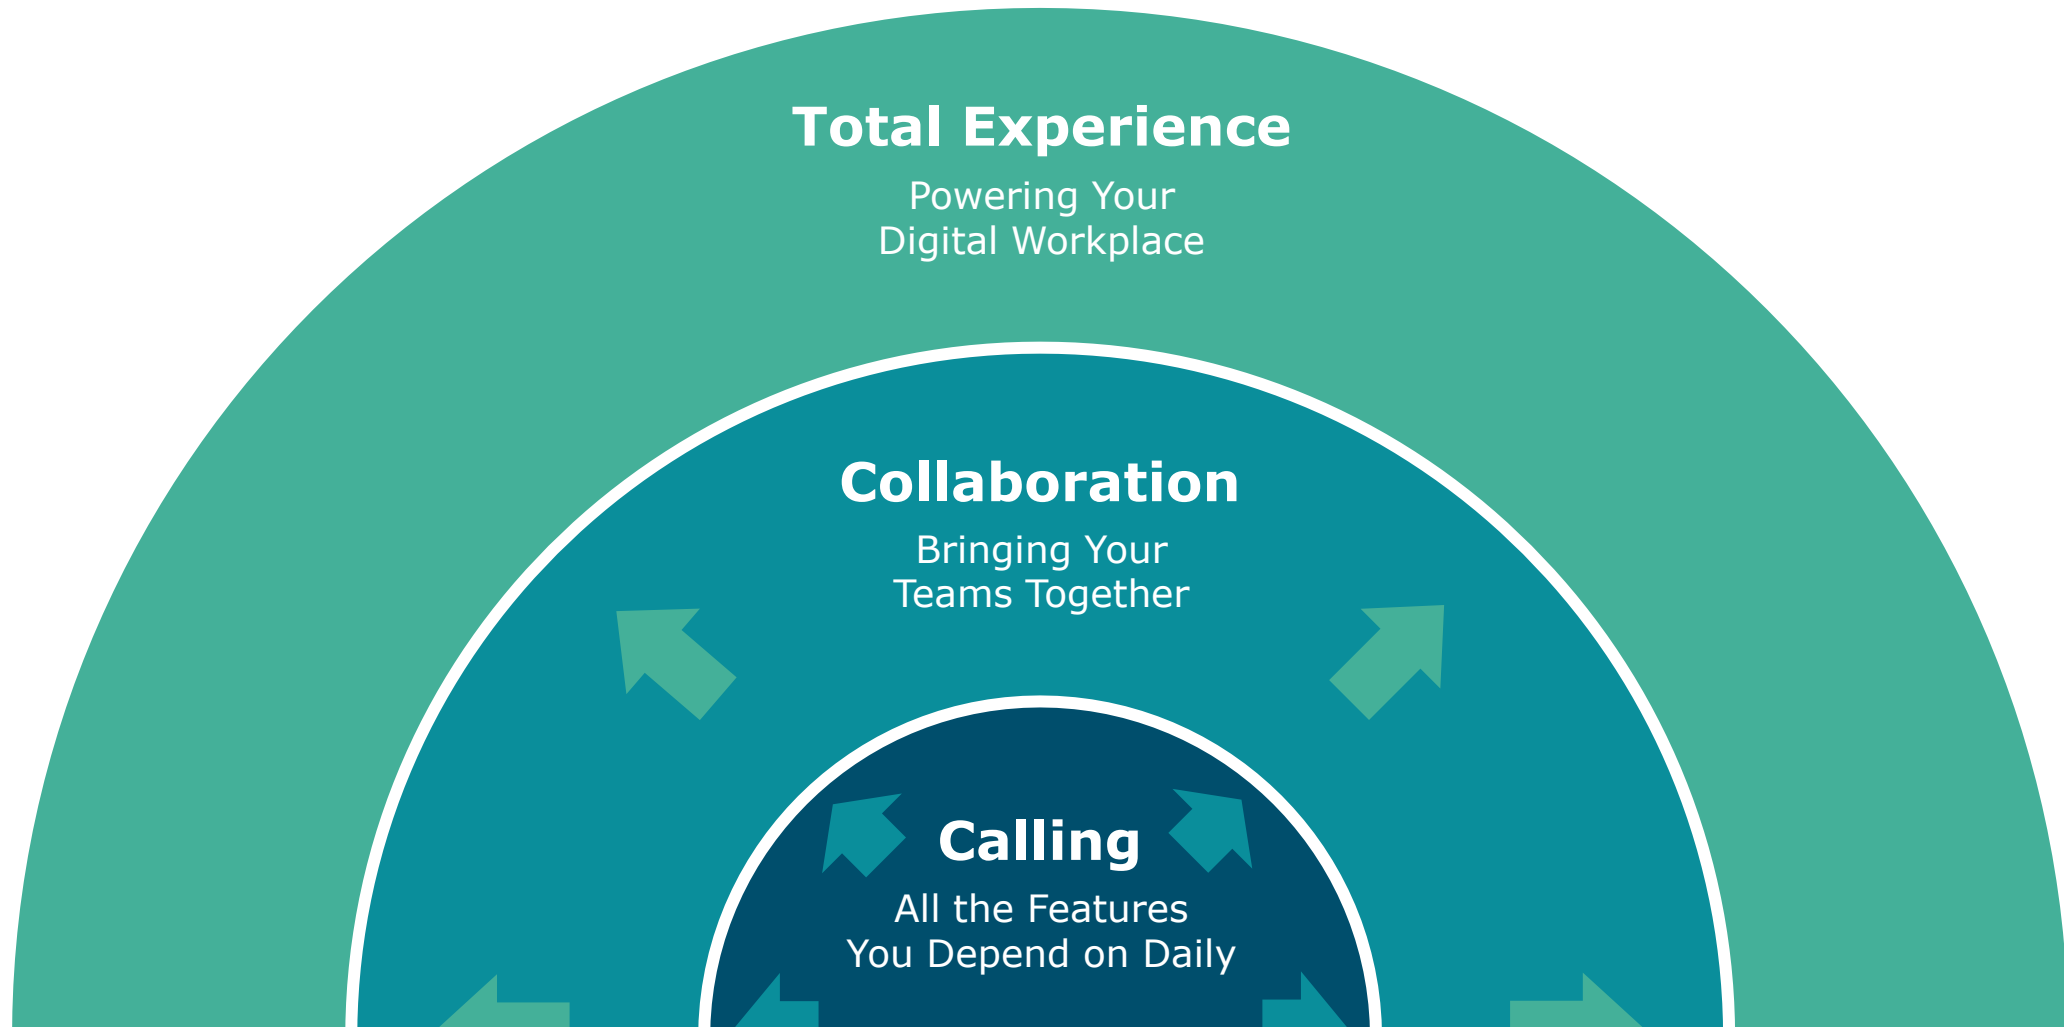 Total Experience
Powering Your
Digital Workplace
Collaboration
Bringing Your
Teams Together
Calling
All the Features
You Depend on Daily